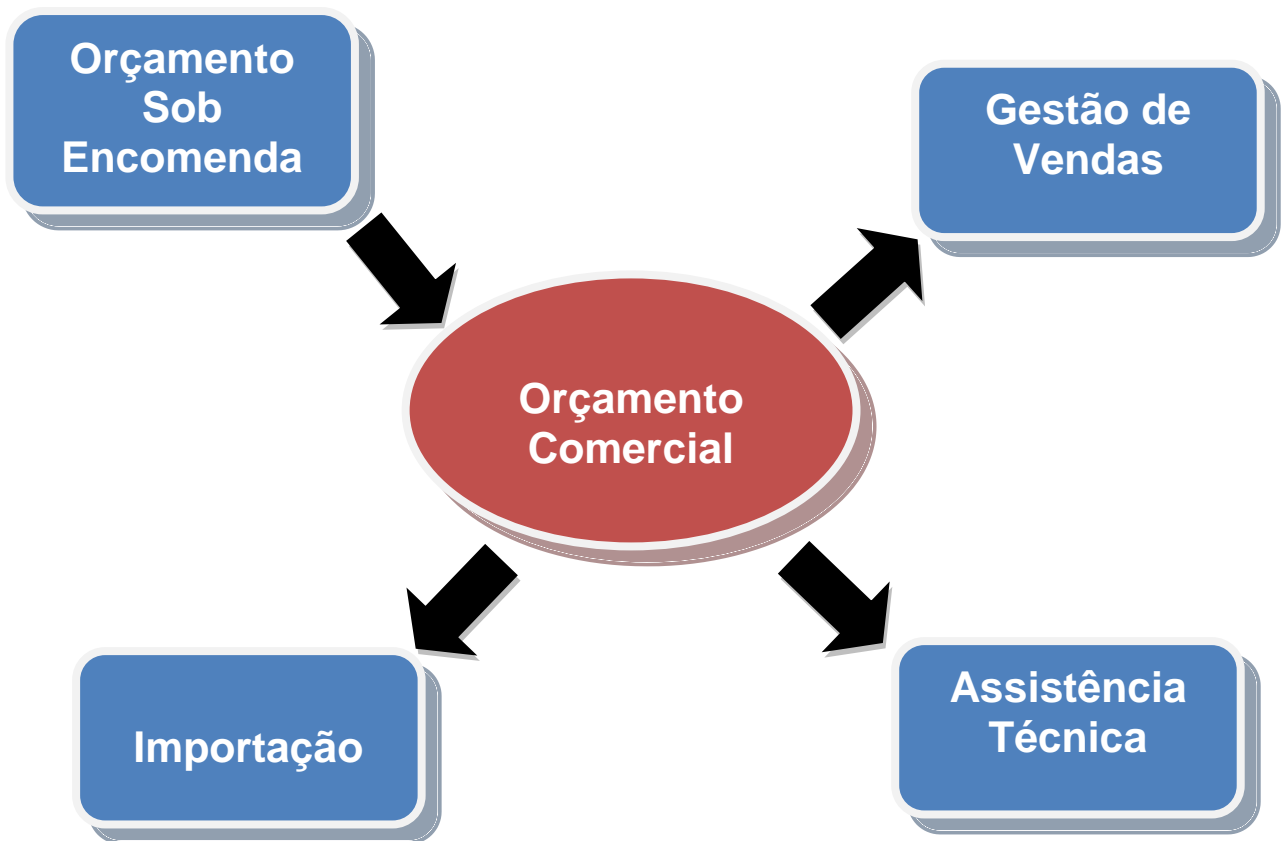 Orçamento
Sob
Encomenda
Gestão de
Vendas
Orçamento
Comercial
Importação
Assistência
Técnica